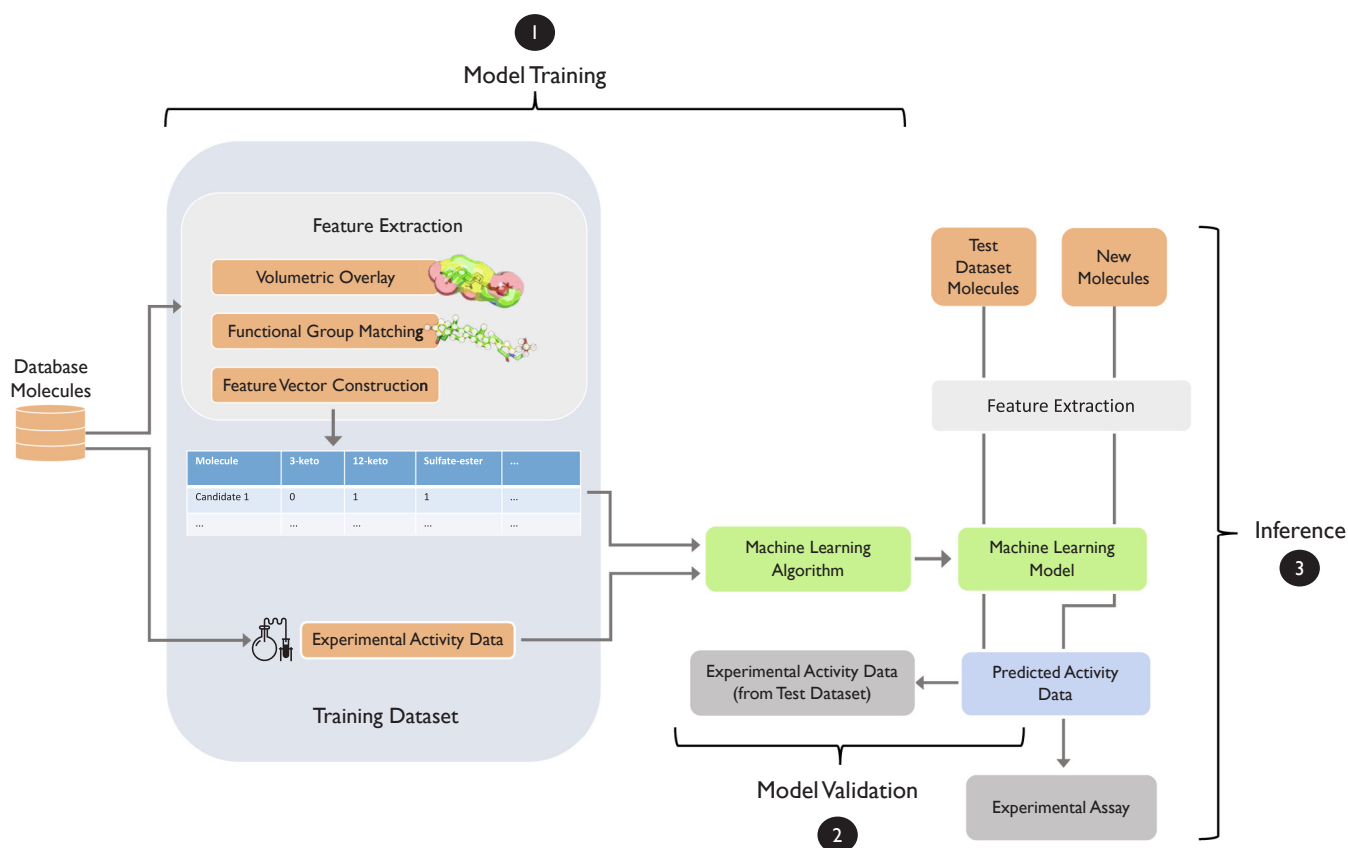 1
Model Training
Feature Extraction
Volumetric Overlay
Functional Group Matching
Feature Vector Construction
Database
Molecules
Molecule 3-keto 12-keto Sulfate-ester ...
Candidate 1 0 1 1 ...
... ... ... ... ...
Experimental Activity Data
Training Dataset
Test
Dataset
Molecules
New
Molecules
Feature Extraction
Machine Learning
Algorithm
Machine Learning
Model
Inference
3
Experimental Activity Data
(from Test Dataset)
Predicted Activity
Data
Model Validation
2
Experimental Assay